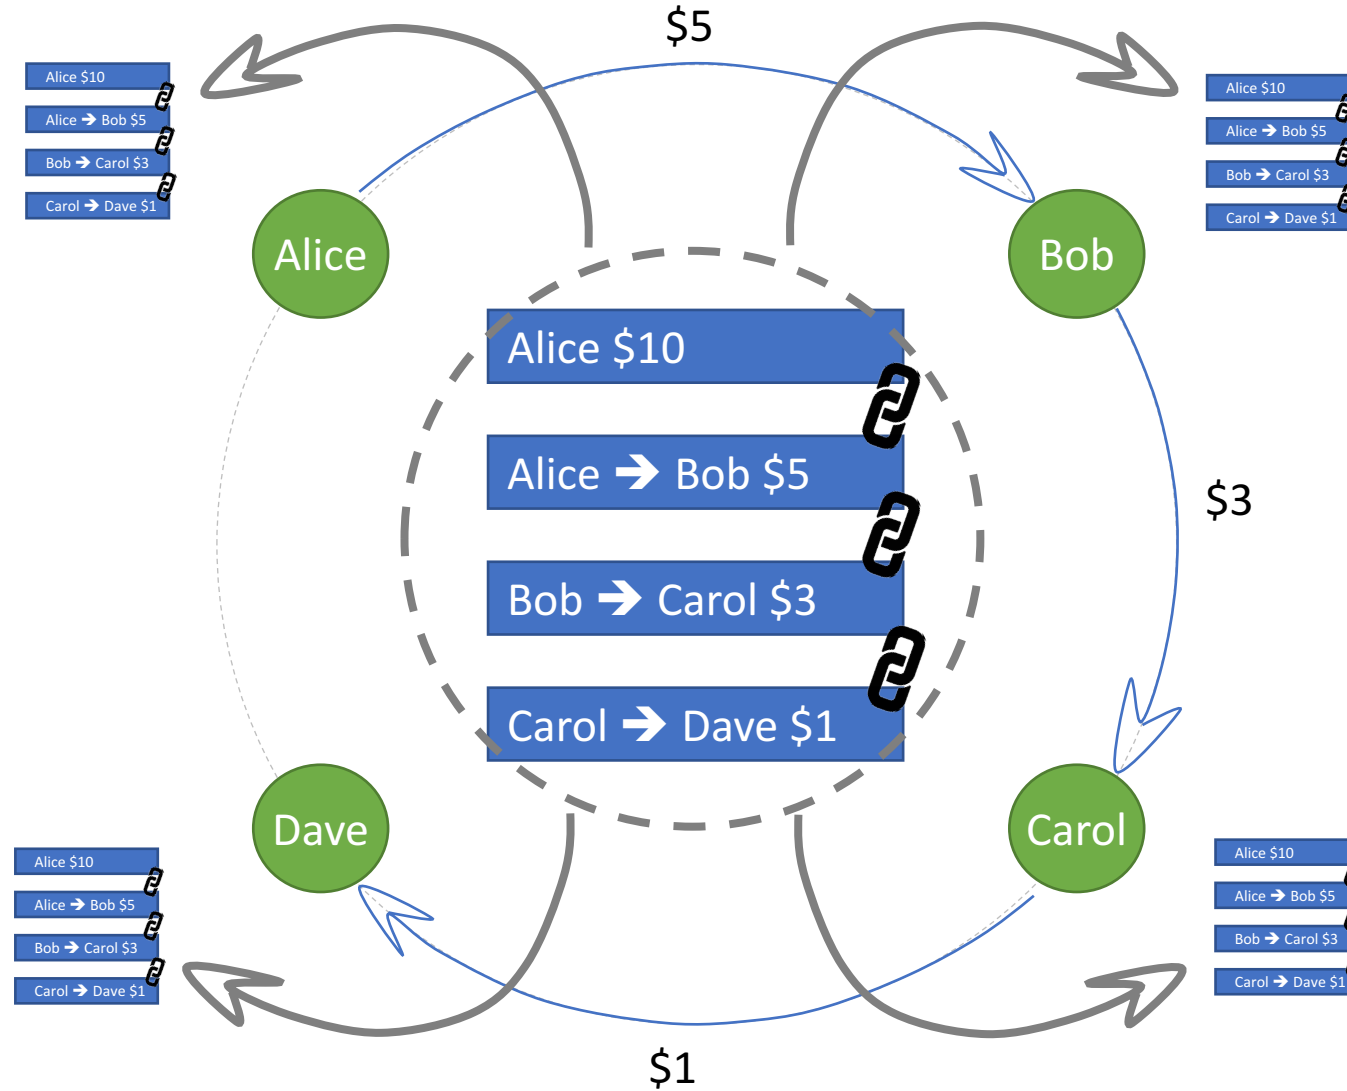 $5
Alice $10
Alice ➔ Bob $5
Bob ➔ Carol $3
Carol ➔ Dave $1
Alice $10
Alice ➔ Bob $5
Bob ➔ Carol $3
Carol ➔ Dave $1
Alice
Bob
Alice $10
Alice ➔ Bob $5
Bob ➔ Carol $3
Carol ➔ Dave $1
$3
Dave
Carol
Alice $10
Alice ➔ Bob $5
Bob ➔ Carol $3
Carol ➔ Dave $1
Alice $10
Alice ➔ Bob $5
Bob ➔ Carol $3
Carol ➔ Dave $1
$1